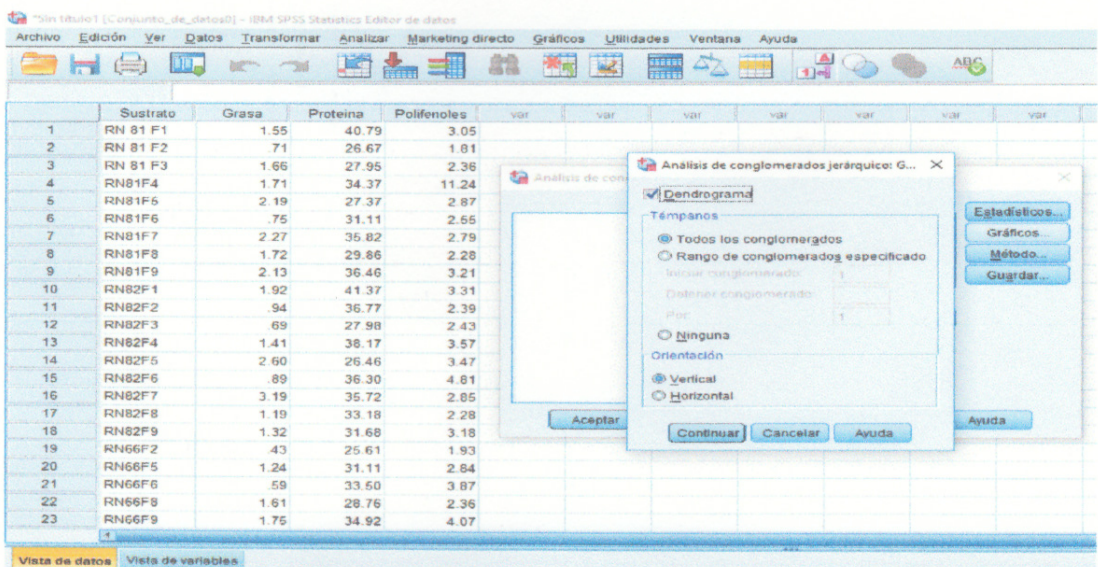 *Sin título1 [Conjunto_de_datos0] - IBM SPSS Statistics Editor de datos
Archivo Edición Ver Datos Transformar Analizar Marketing directo Gráficos Utilidades Ventana Ayuda
Sustrato Grasa Proteina Polifenoles var var var var var var var
1 RN 81 F1 1.55 40.79 3.05
2 RN 81 F2 .71 26.67 1.81
3 RN 81 F3 1.66 27.95 2.36
4 RN81F4 1.71 34.37 11.24
5 RN81F5 2.19 27.37 2.87
6 RN81F6 .75 31.11 2.55
7 RN81F7 2.27 35.82 2.79
8 RN81F8 1.72 29.86 2.28
9 RN81F9 2.13 36.46 3.21
10 RN82F1 1.92 41.37 3.31
11 RN82F2 .94 36.77 2.39
12 RN82F3 .69 27.98 2.43
13 RN82F4 1.41 38.17 3.57
14 RN82F5 2.60 26.46 3.47
15 RN82F6 .89 36.30 4.81
16 RN82F7 3.19 35.72 2.85
17 RN82F8 1.19 33.18 2.28
18 RN82F9 1.32 31.68 3.18
19 RN66F2 .43 25.61 1.93
20 RN66F5 1.24 31.11 2.84
21 RN66F6 .59 33.50 3.87
22 RN66F8 1.61 28.76 2.36
23 RN66F9 1.75 34.92 4.07
Análisis de con
Estadísticos...
Gráficos...
Método...
Guardar...
Aceptar
Ayuda
Análisis de conglomerados jerárquico: G...
Dendrograma
Témpanos
Todos los conglomerados
Rango de conglomerados especificado
Iniciar conglomerado: 1
Detener conglomerado:
Por: 1
Ninguna
Orientación
Vertical
Horizontal
Continuar Cancelar Ayuda
Vista de datos Vista de variables